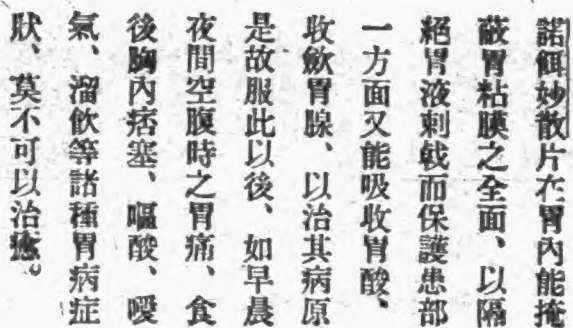 諾餌妙散片在胃內能掩
蔽胃粘膜之全面、以隔
絕胃液刺戟而保護患部
一方面又能吸收胃酸、
收斂胃腺、以治其病原
是故服此以後、如早晨
夜間空腹時之胃痛、食
後胸內痞塞、嘔酸、噯
氣、溜飲等諸種胃病症
狀、莫不可以治癒。